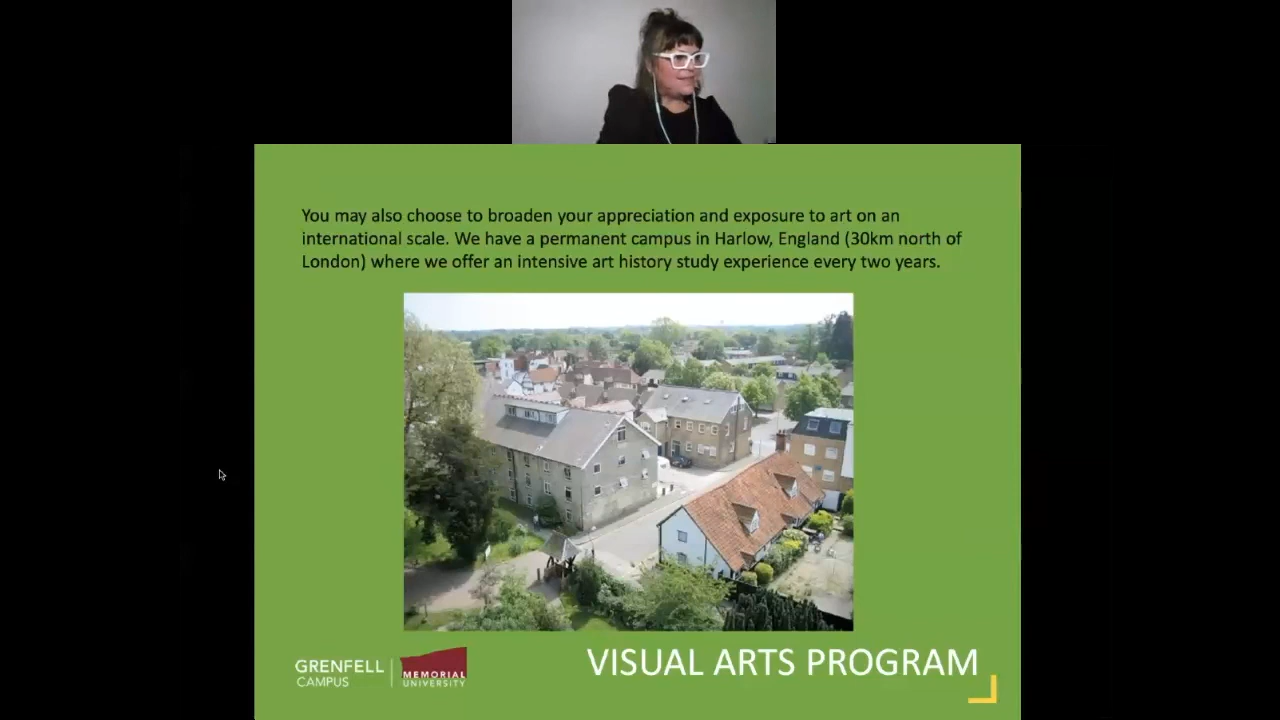 You may also choose to broaden your appreciation and exposure to art on an
international scale. We have a permanent campus in Harlow, England (30km north of
London) where we offer an intensive art history study experience every two years.
VISUAL ARTS PROGRAM
GRENFELL
CAMPUS
MEMORIAL
UNIVERSITY